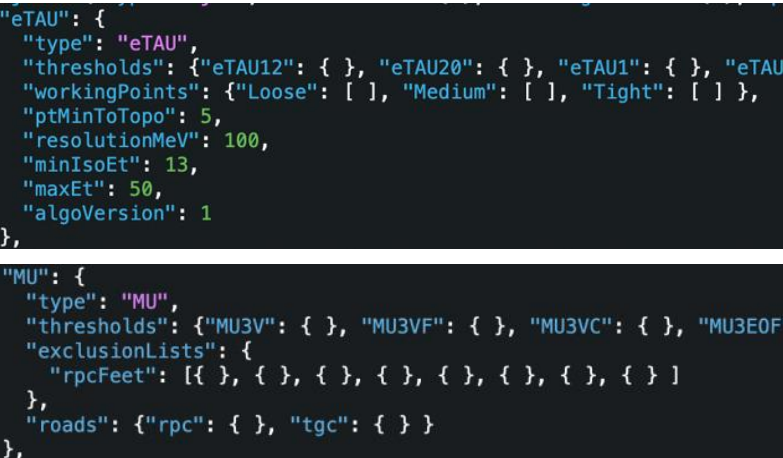 "eTAU": {
"type": "eTAU",
"thresholds": {"eTAU12": { }, "eTAU20": { }, "eTAU1": { }, "eTAU
"workingPoints": {"Loose": [ ], "Medium": [ ], "Tight": [ ] },
"ptMinToTopo": 5,
"resolutionMeV": 100,
"minIsoEt": 13,
"maxEt": 50,
"algoVersion": 1
},
"MU": {
"type": "MU",
"thresholds": {"MU3V": { }, "MU3VF": { }, "MU3VC": { }, "MU3EOF
"exclusionLists": {
"rpcFeet": [{ }, { }, { }, { }, { }, { }, { }, { } ]
},
"roads": {"rpc": { }, "tgc": { } }
},